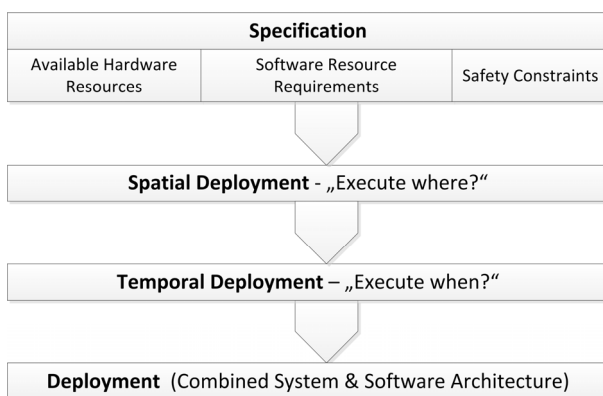 Specification
Available Hardware
Resources
Software Resource
Requirements
Safety Constraints
Spatial Deployment - „Execute where?“
Temporal Deployment – „Execute when?“
Deployment (Combined System & Software Architecture)